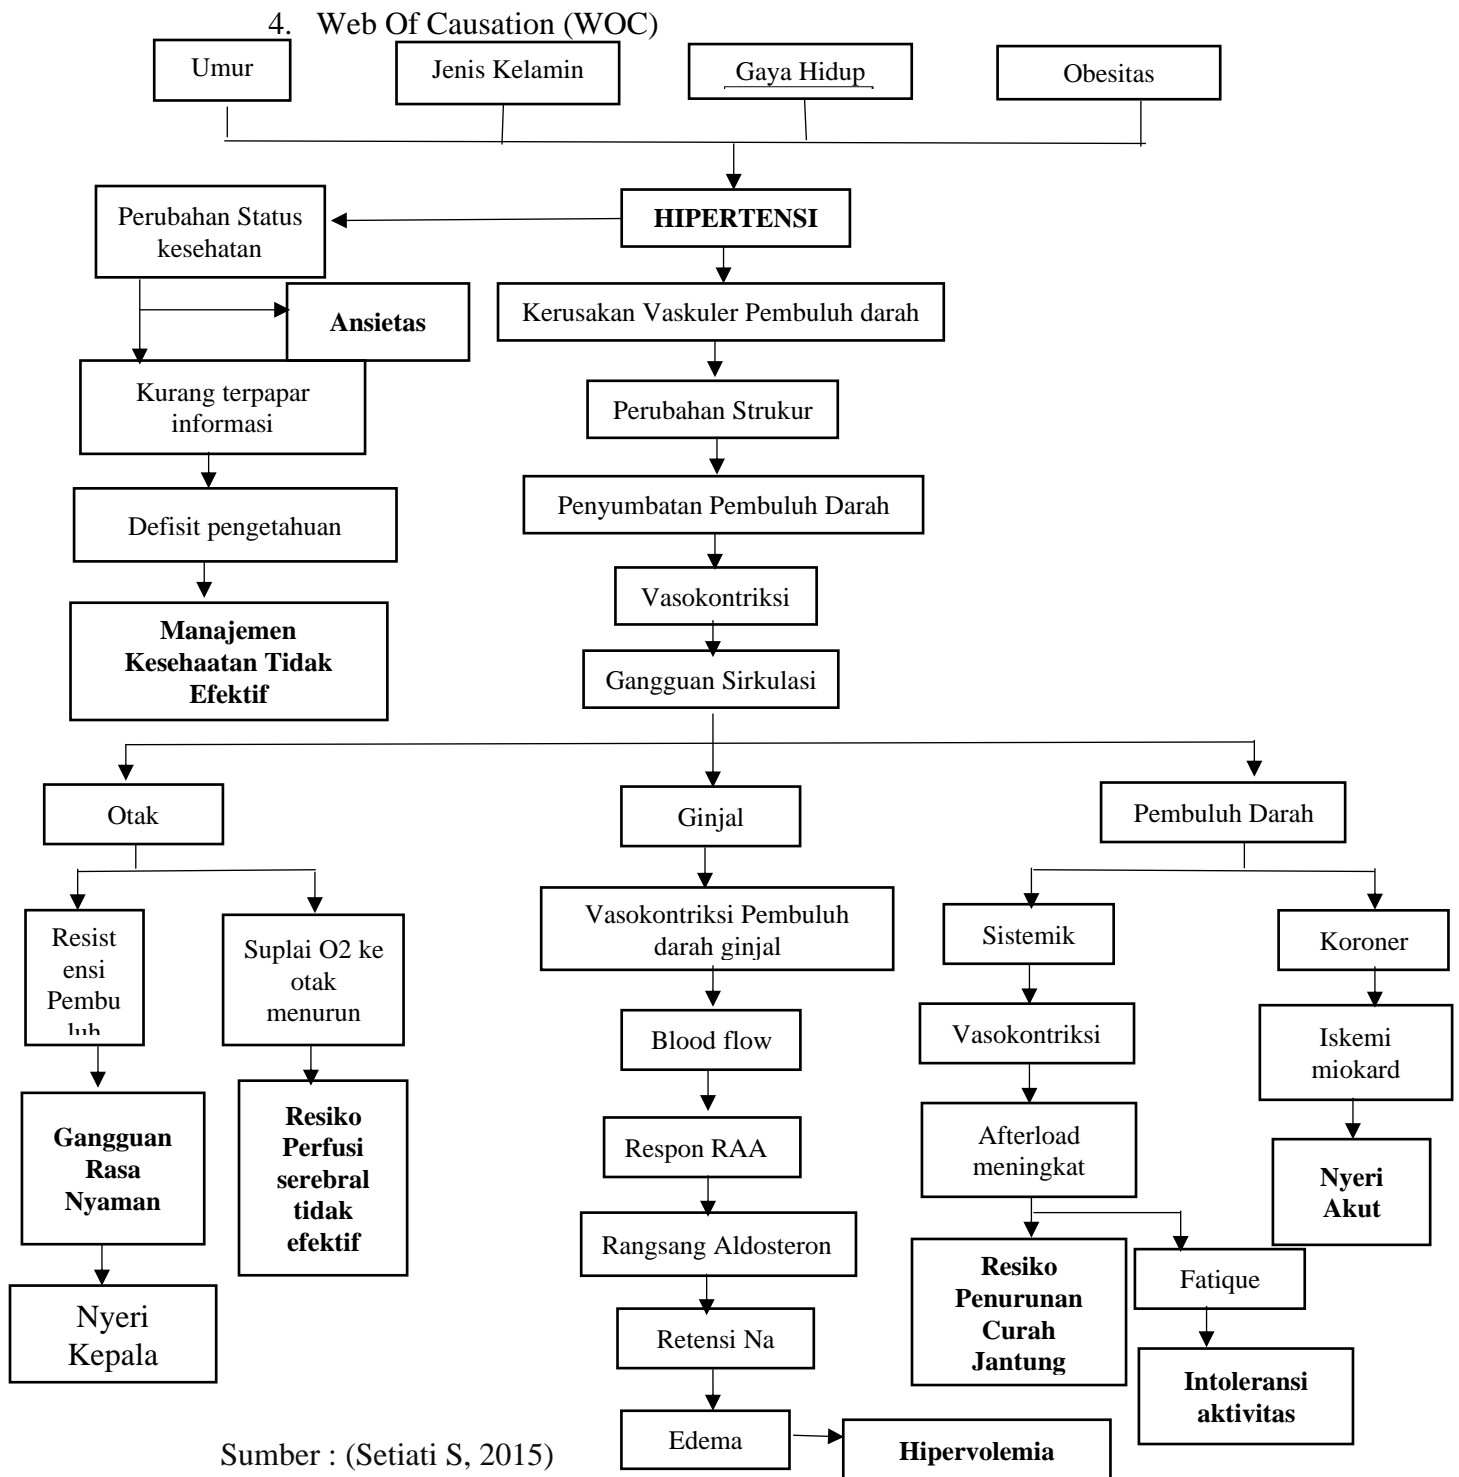 4. Web Of Causation (WOC)
Umur
Jenis Kelamin
Gaya Hidup
Obesitas
Perubahan Status
kesehatan
HIPERTENSI
Ansietas
Kerusakan Vaskuler Pembuluh darah
Kurang terpapar
informasi
Perubahan Strukur
Defisit pengetahuan
Penyumbatan Pembuluh Darah
Vasokontriksi
Manajemen
Kesehaatan Tidak
Efektif
Gangguan Sirkulasi
Otak
Ginjal
Pembuluh Darah
Resist
ensi
Pembu
luh
Suplai O2 ke
otak
menurun
Vasokontriksi Pembuluh
darah ginjal
Sistemik
Koroner
Blood flow
Vasokontriksi
Iskemi
miokard
Gangguan
Rasa
Nyaman
Resiko
Perfusi
serebral
tidak
efektif
Respon RAA
Afterload
meningkat
Nyeri
Akut
Rangsang Aldosteron
Resiko
Penurunan
Curah
Jantung
Fatique
Nyeri
Kepala
Retensi Na
Intoleransi
aktivitas
Edema
Hipervolemia
Sumber : (Setiati S, 2015)